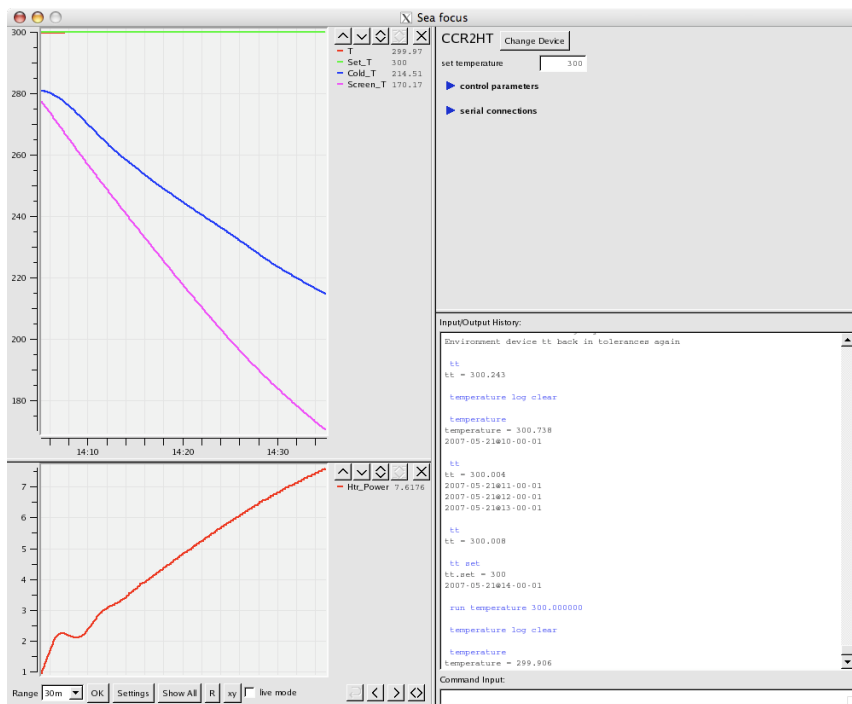 X Sea focus
300
280
260
240
220
200
180
14:10
14:20
14:30
T 299.97
Set_T 300
Cold_T 214.51
Screen_T 170.17
7
6
5
4
3
2
1
Htr_Power 7.6176
Range 30m OK Settings Show All R xy live mode
CCR2HT Change Device
set temperature 300
control parameters
serial connections
Input/Output History:
Environment device tt back in tolerances again
tt
tt = 300.243
temperature log clear
temperature
temperature = 300.738
2007-05-21@10-00-01
tt
tt = 300.004
2007-05-21@11-00-01
2007-05-21@12-00-01
2007-05-21@13-00-01
tt
tt = 300.008
tt set
tt.set = 300
2007-05-21@14-00-01
run temperature 300.000000
temperature log clear
temperature
temperature = 299.906
Command Input: